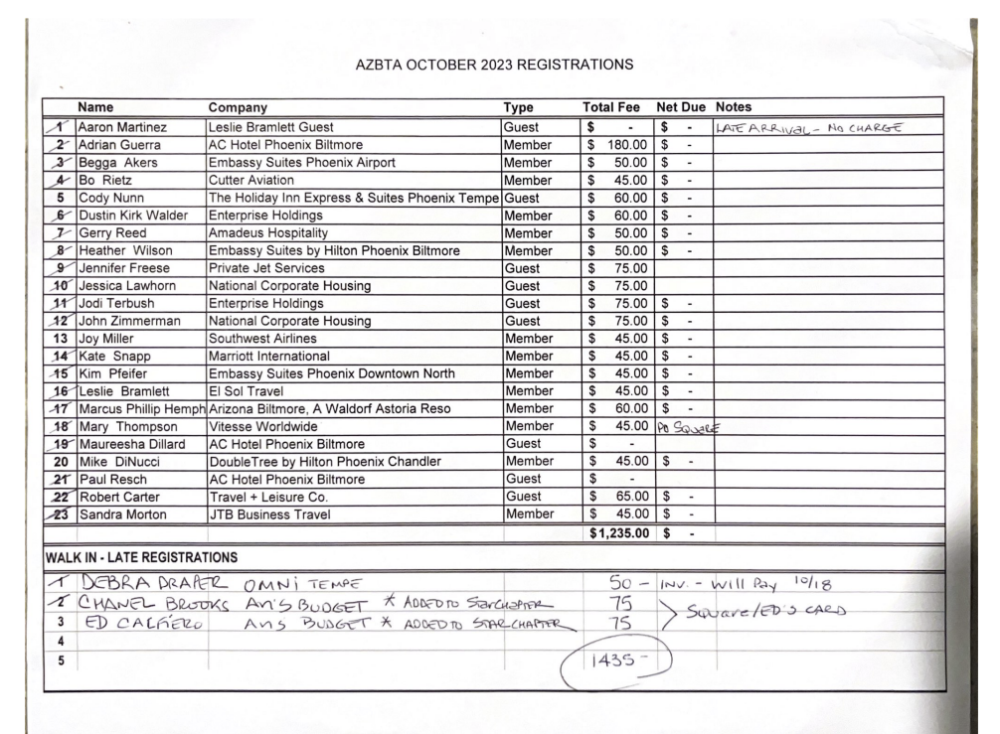 AZBTA OCTOBER 2023 REGISTRATIONS
Name Company Type Total Fee Net Due Notes
1 Aaron Martinez Leslie Bramlett Guest Guest $ - $ - LATE ARRIVAL - NO CHARGE
2 Adrian Guerra AC Hotel Phoenix Biltmore Member $ 180.00 $ -
3 Begga Akers Embassy Suites Phoenix Airport Member $ 50.00 $ -
4 Bo Rietz Cutter Aviation Member $ 45.00 $ -
5 Cody Nunn The Holiday Inn Express & Suites Phoenix Tempe Guest $ 60.00 $ -
6 Dustin Kirk Walder Enterprise Holdings Member $ 60.00 $ -
7 Gerry Reed Amadeus Hospitality Member $ 50.00 $ -
8 Heather Wilson Embassy Suites by Hilton Phoenix Biltmore Member $ 50.00 $ -
9 Jennifer Freese Private Jet Services Guest $ 75.00
10 Jessica Lawhorn National Corporate Housing Guest $ 75.00
11 Jodi Terbush Enterprise Holdings Guest $ 75.00 $ -
12 John Zimmerman National Corporate Housing Guest $ 75.00 $ -
13 Joy Miller Southwest Airlines Member $ 45.00 $ -
14 Kate Snapp Marriott International Member $ 45.00 $ -
15 Kim Pfeifer Embassy Suites Phoenix Downtown North Member $ 45.00 $ -
16 Leslie Bramlett El Sol Travel Member $ 45.00 $ -
17 Marcus Phillip Hemph Arizona Biltmore, A Waldorf Astoria Reso Member $ 60.00 $ -
18 Mary Thompson Vitesse Worldwide Member $ 45.00 PD SQUARE
19 Maureesha Dillard AC Hotel Phoenix Biltmore Guest $ -
20 Mike DiNucci DoubleTree by Hilton Phoenix Chandler Member $ 45.00 $ -
21 Paul Resch AC Hotel Phoenix Biltmore Guest $ -
22 Robert Carter Travel + Leisure Co. Guest $ 65.00 $ -
23 Sandra Morton JTB Business Travel Member $ 45.00 $ -
$1,235.00 $ -
WALK IN - LATE REGISTRATIONS
1 DEBRA DRAPER OMNI TEMPE 50 - INV. - Will Pay 10/18
2 CHANEL BROOKS AVIS BUDGET * ADDED TO STARCHAPTER 75 Square/ED'S CARD
3 ED AVIS BUDGET * ADDED TO STAR CHAPTER 75
4
5 1435 -